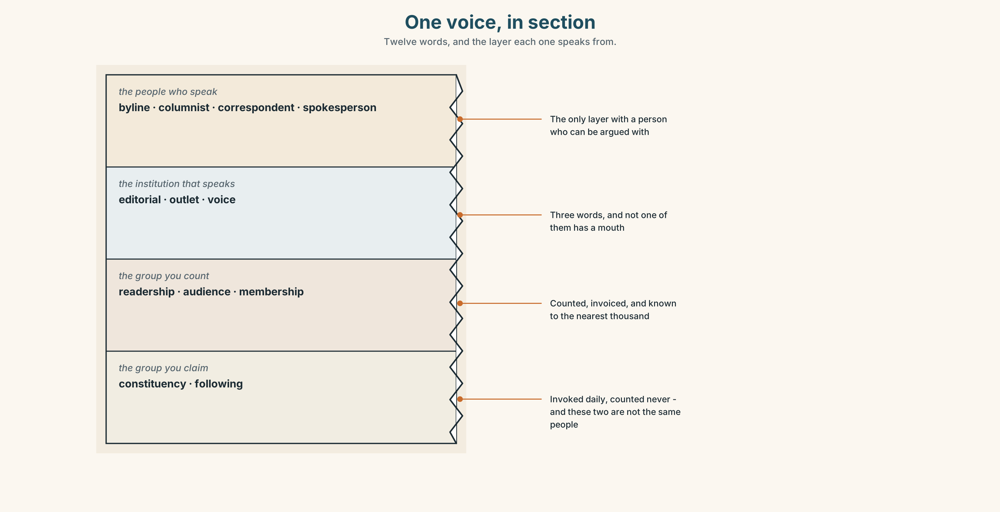 One voice, in section
Twelve words, and the layer each one speaks from.
the people who speak
byline · columnist · correspondent · spokesperson
The only layer with a person
who can be argued with
the institution that speaks
editorial · outlet · voice
Three words, and not one of
them has a mouth
the group you count
readership · audience · membership
Counted, invoiced, and known
to the nearest thousand
the group you claim
constituency · following
Invoked daily, counted never -
and these two are not the same
people